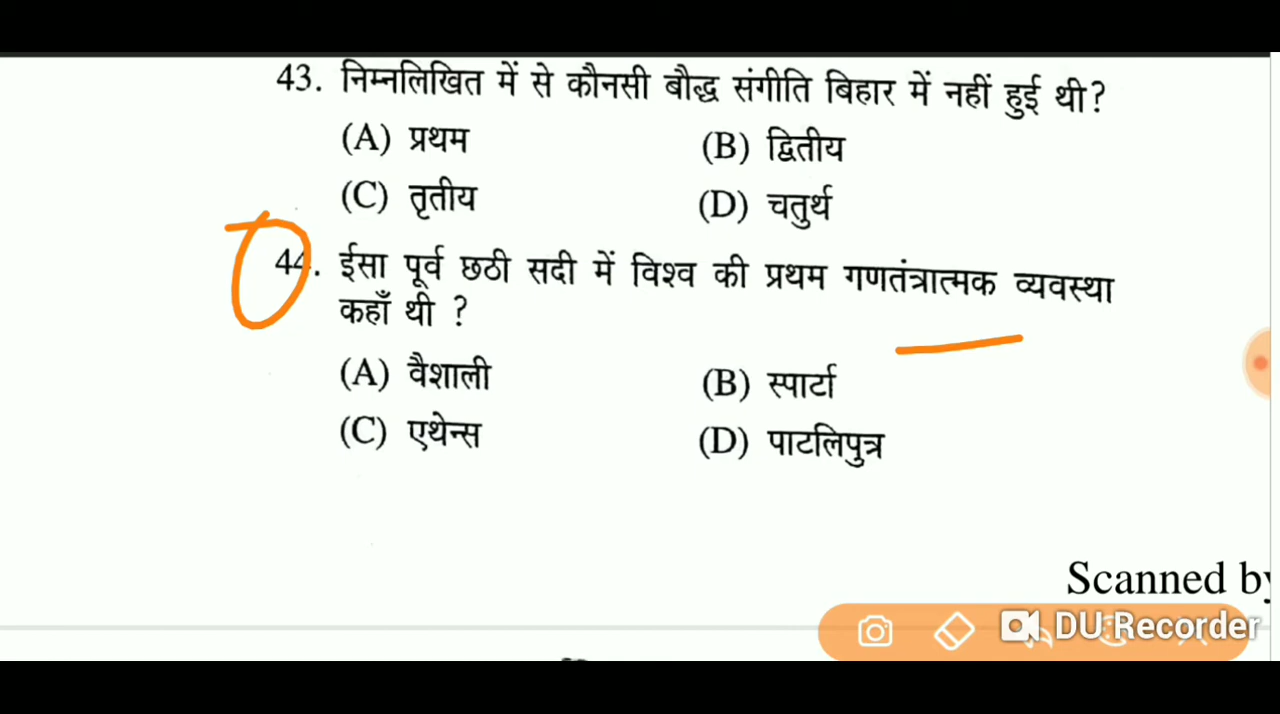 43. निम्नलिखित में से कौनसी बौद्ध संगीति बिहार में नहीं हुई थी?
(A) प्रथम (B) द्वितीय
(C) तृतीय (D) चतुर्थ
44. ईसा पूर्व छठी सदी में विश्व की प्रथम गणतंत्रात्मक व्यवस्था
कहाँ थी ?
(A) वैशाली (B) स्पार्टा
(C) एथेन्स (D) पाटलिपुत्र
Scanned by
DU Recorder